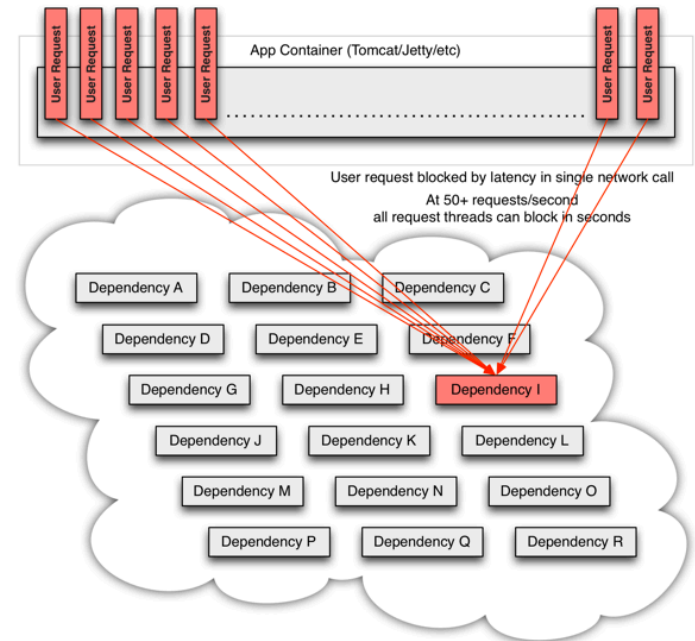 User Request
User Request
User Request
User Request
User Request
User Request
User Request
App Container (Tomcat/Jetty/etc)
User request blocked by latency in single network call
At 50+ requests/second
all request threads can block in seconds
Dependency A
Dependency B
Dependency C
Dependency D
Dependency E
Dependency F
Dependency G
Dependency H
Dependency I
Dependency J
Dependency K
Dependency L
Dependency M
Dependency N
Dependency O
Dependency P
Dependency Q
Dependency R